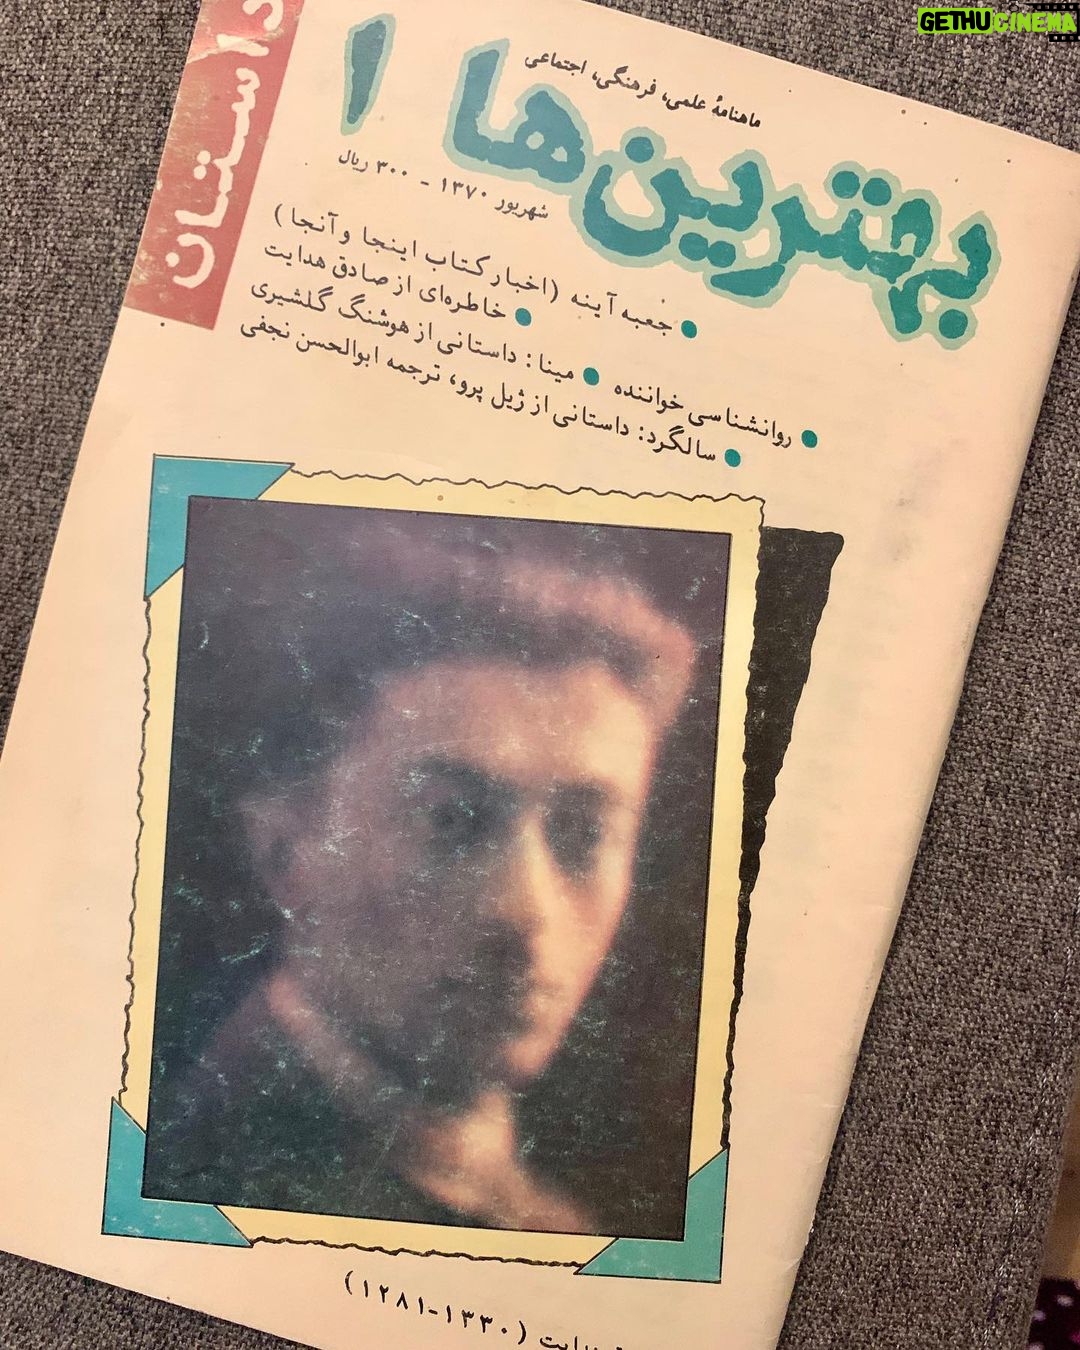 GETHUCINEMA
داستان
ماهنامهٔ علمی، فرهنگی، اجتماعی
بهترین‌ها ۱
شهریور ۱۳۷۰ - ۳۰۰ ریال
جعبه آینه (اخبار کتاب اینجا و آنجا)
خاطره‌ای از صادق هدایت
روانشناسی خواننده
مینا: داستانی از هوشنگ گلشیری
سالگرد: داستانی از ژیل پرو، ترجمه ابوالحسن نجفی
هدایت (۱۳۳۰-۱۲۸۱)